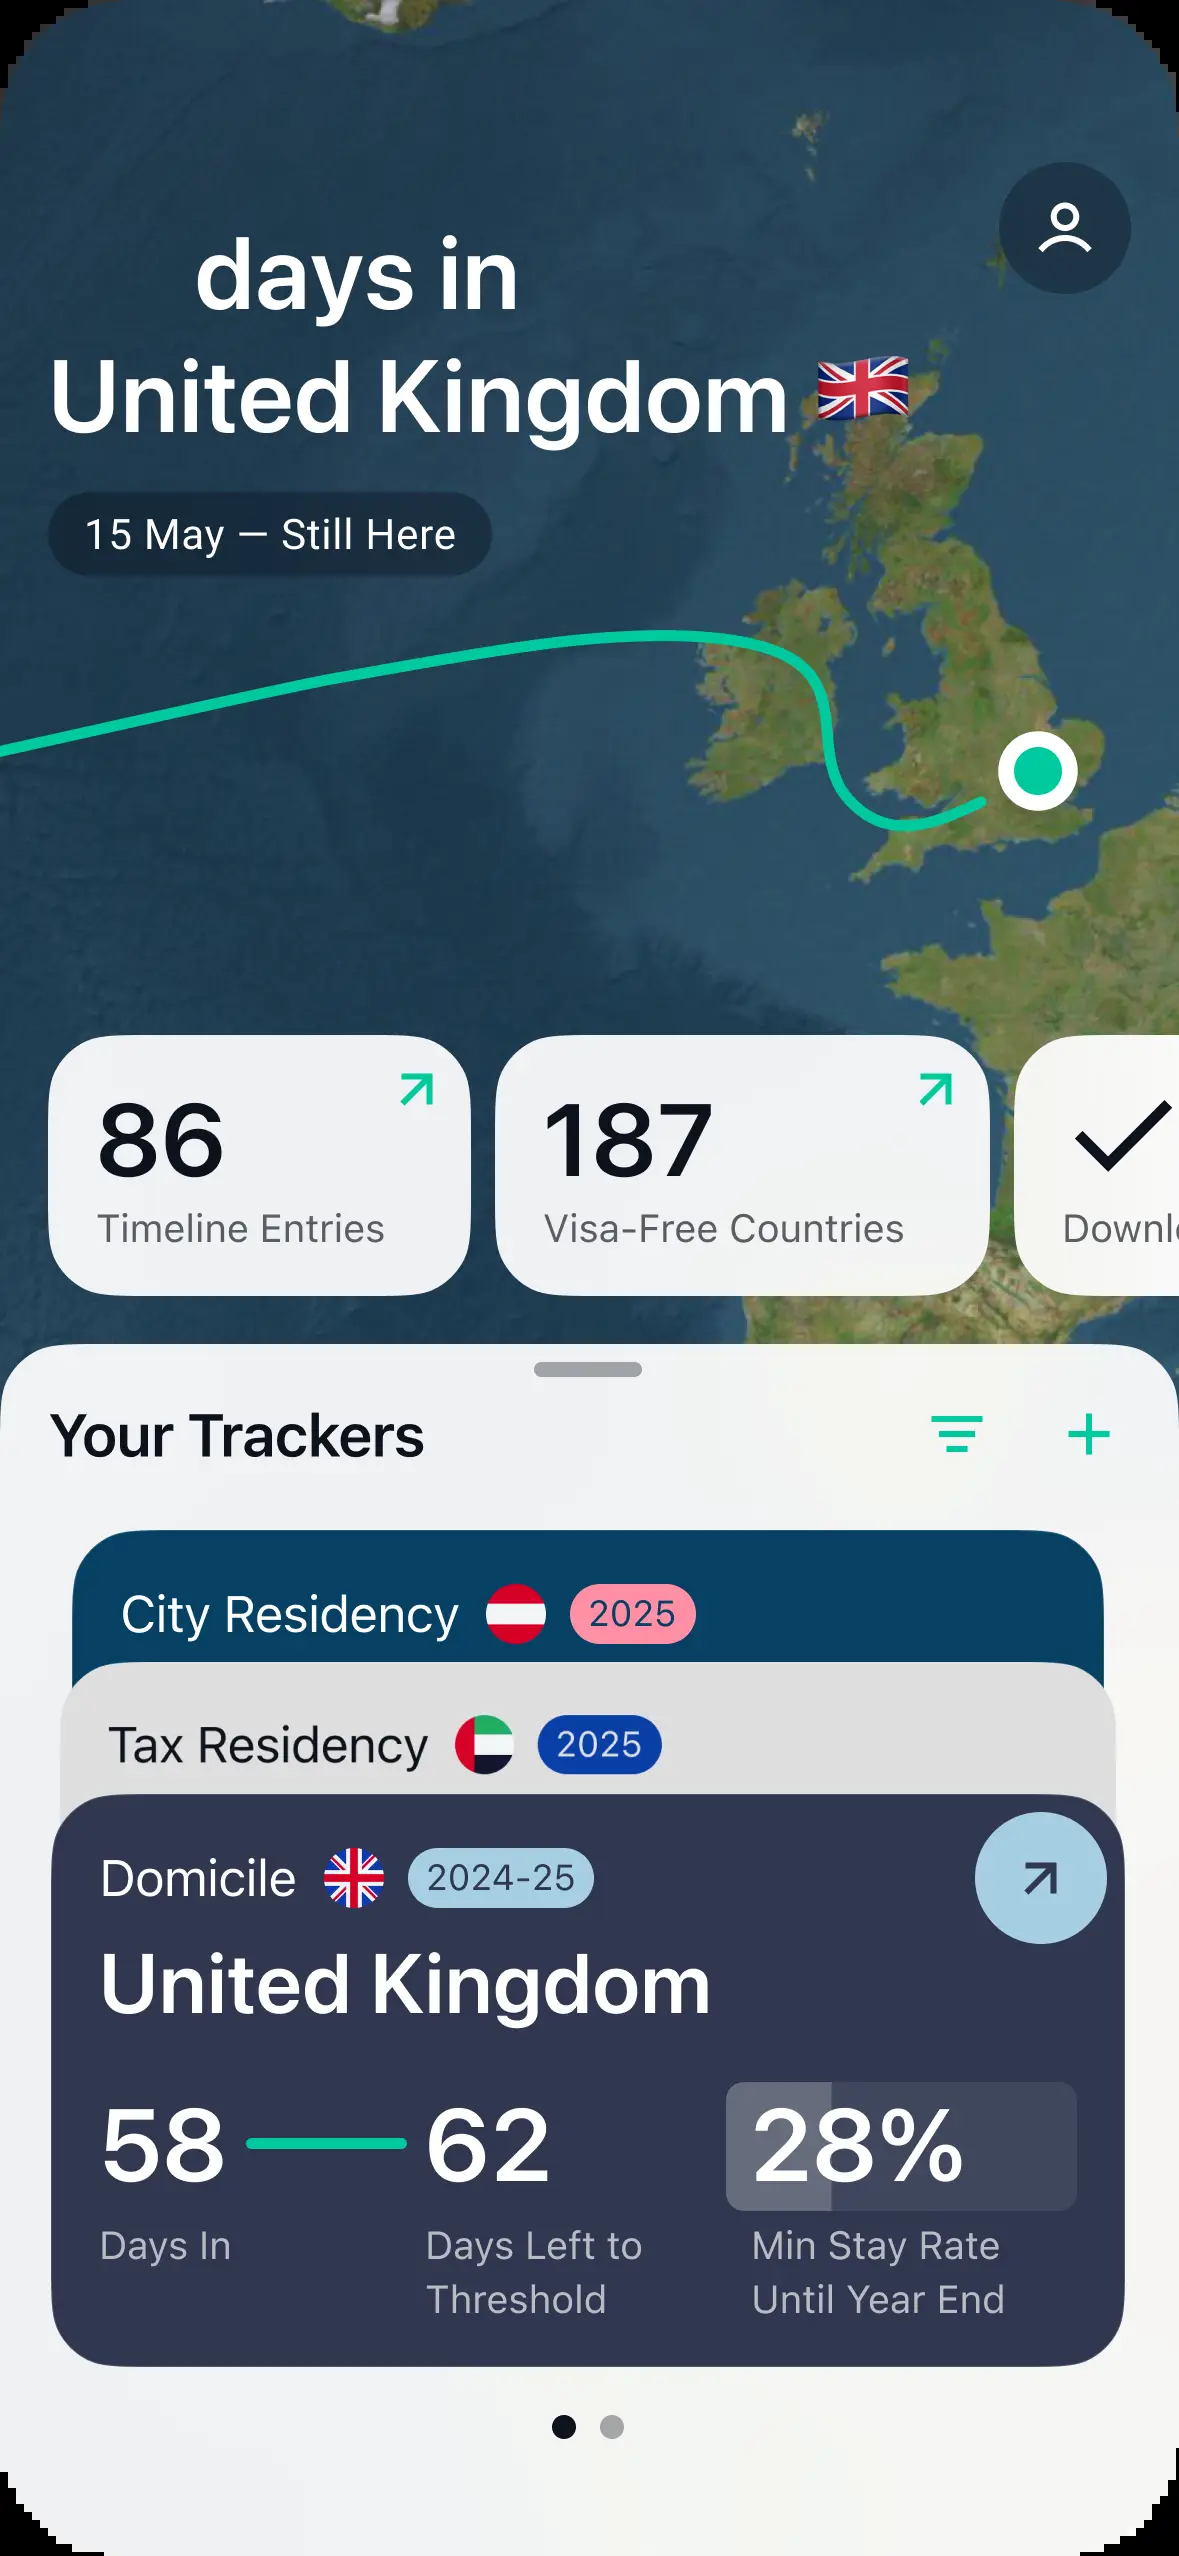 days in
United Kingdom
15 May — Still Here
86
Timeline Entries
187
Visa-Free Countries
Your Trackers
City Residency 2025
Tax Residency 2025
Domicile 2024-25
United Kingdom
58 62 28%
Days In
Days Left to
Threshold
Min Stay Rate
Until Year End